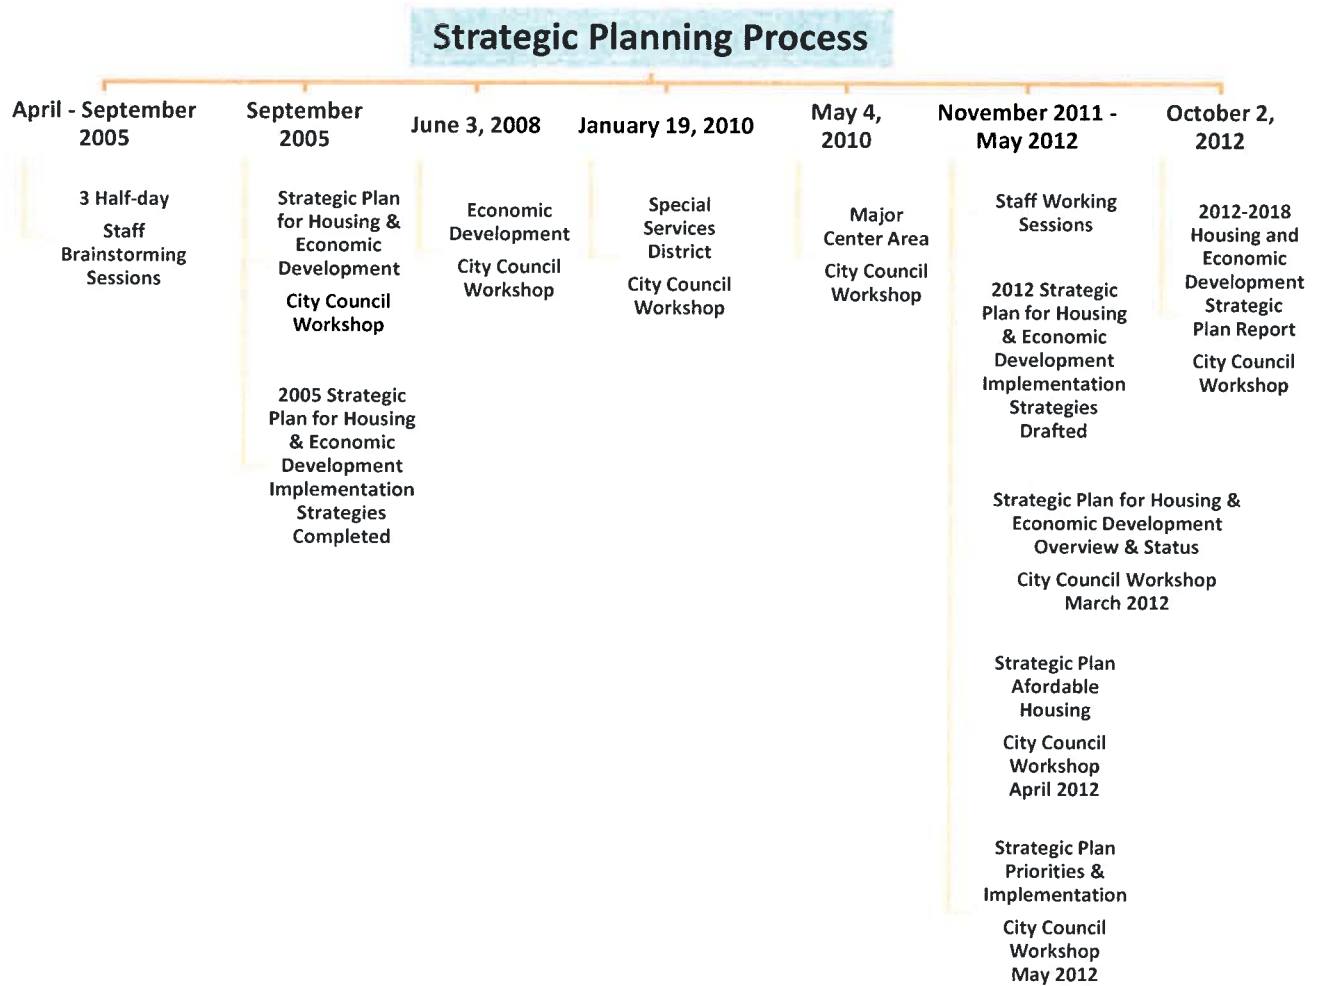 Strategic Planning Process
April - September
2005
3 Half-day
Staff
Brainstorming
Sessions
September
2005
Strategic Plan
for Housing &
Economic
Development
City Council
Workshop
2005 Strategic
Plan for Housing
& Economic
Development
Implementation
Strategies
Completed
June 3, 2008
Economic
Development
City Council
Workshop
January 19, 2010
Special
Services
District
City Council
Workshop
May 4,
2010
Major
Center Area
City Council
Workshop
November 2011 -
May 2012
Staff Working
Sessions
2012 Strategic
Plan for Housing
& Economic
Development
Implementation
Strategies
Drafted
Strategic Plan for Housing &
Economic Development
Overview & Status
City Council Workshop
March 2012
Strategic Plan
Afordable
Housing
City Council
Workshop
April 2012
Strategic Plan
Priorities &
Implementation
City Council
Workshop
May 2012
October 2,
2012
2012-2018
Housing and
Economic
Development
Strategic
Plan Report
City Council
Workshop